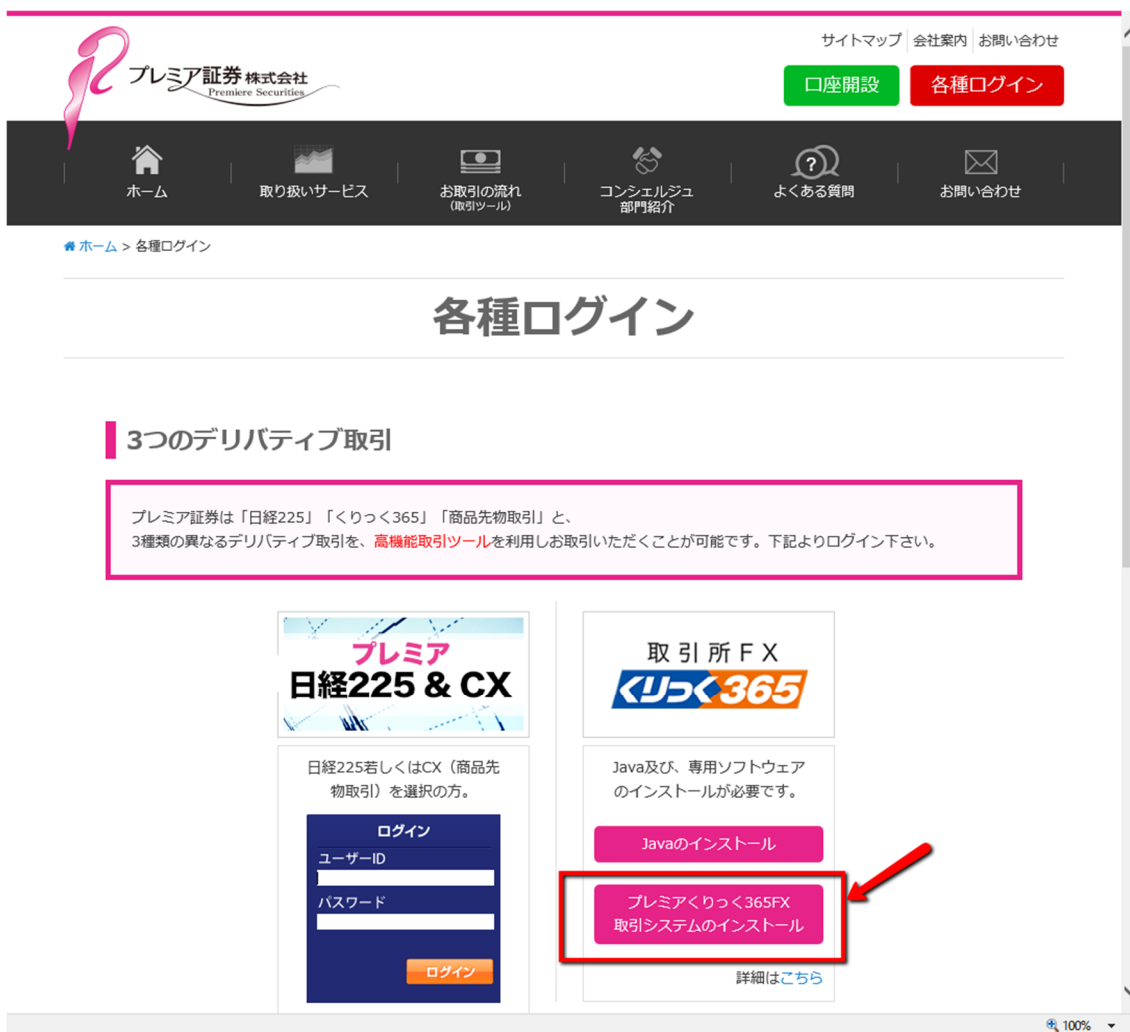 サイトマップ 会社案内 お問い合わせ
プレミア証券 株式会社
Premiere Securities
口座開設 各種ログイン
ホーム
取り扱いサービス
お取引の流れ
(取引ツール)
コンシェルジュ
部門紹介
よくある質問
お問い合わせ
ホーム > 各種ログイン
各種ログイン
3つのデリバティブ取引
プレミア証券は「日経225」「くりっく365」「商品先物取引」と、
3種類の異なるデリバティブ取引を、高機能取引ツールを利用しお取引いただくことが可能です。下記よりログイン下さい。
プレミア
日経225 & CX
日経225若しくはCX（商品先
物取引）を選択の方。
ログイン
ユーザーID
パスワード
ログイン
取引所FX
くりっく365
Java及び、専用ソフトウェア
のインストールが必要です。
Javaのインストール
プレミアくりっく365FX
取引システムのインストール
詳細はこちら
100%